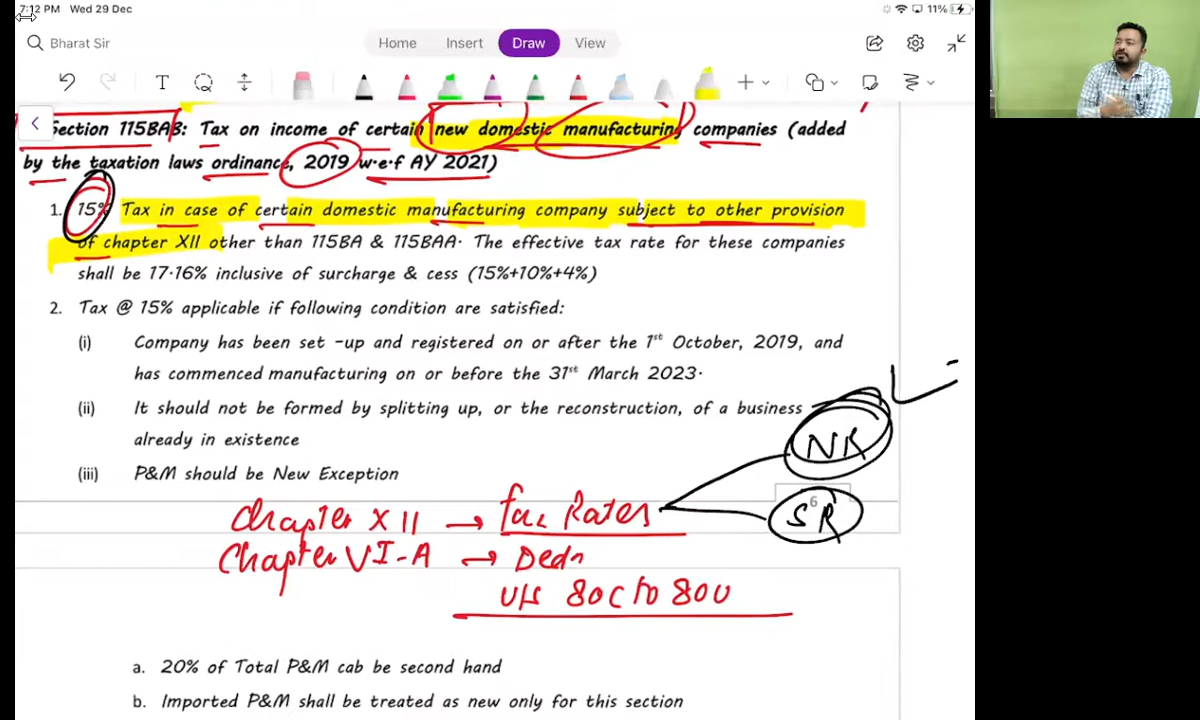 7:12 PM Wed 29 Dec
11%
Bharat Sir
Home Insert Draw View
T
Section 115BAB: Tax on income of certain new domestic manufacturing companies (added
by the taxation laws ordinance, 2019 w.e.f AY 2021)
1. 15% Tax in case of certain domestic manufacturing company subject to other provision
of chapter XII other than 115BA & 115BAA. The effective tax rate for these companies
shall be 17.16% inclusive of surcharge & cess (15%+10%+4%)
2. Tax @ 15% applicable if following condition are satisfied:
(i) Company has been set -up and registered on or after the 1st October, 2019, and
has commenced manufacturing on or before the 31st March 2023.
(ii) It should not be formed by splitting up, or the reconstruction, of a business
already in existence
(iii) P&M should be New Exception
NR
6
Chapter XII → Tax Rates
SR
Chapter VI-A → Dedn
u/s 80C to 80U
a. 20% of Total P&M cab be second hand
b. Imported P&M shall be treated as new only for this section